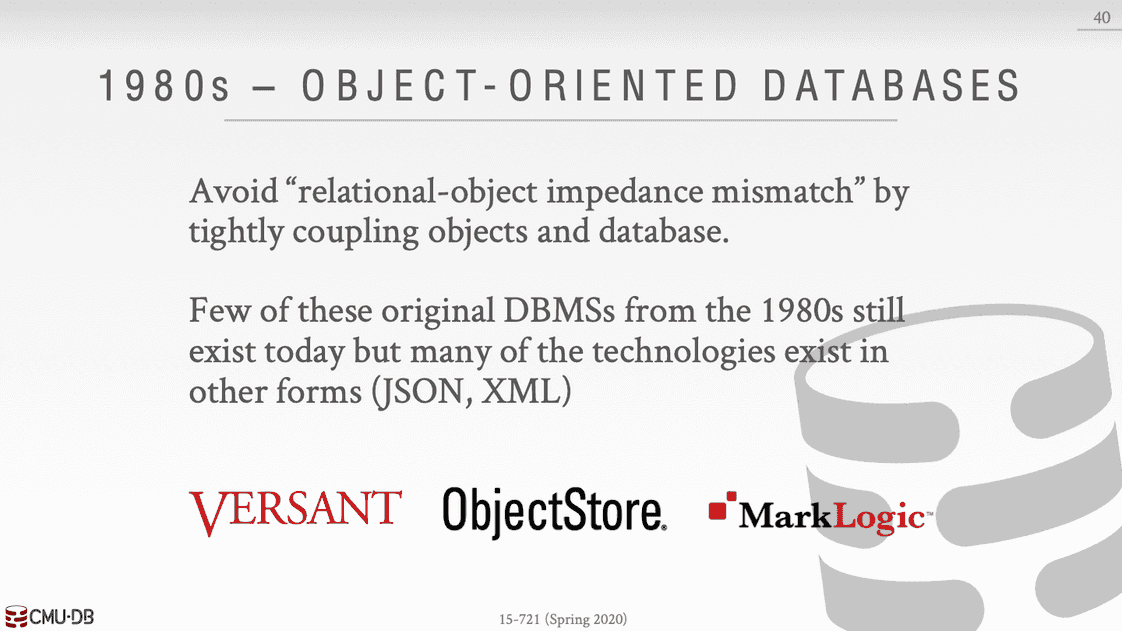 40
1980s – OBJECT-ORIENTED DATABASES
Avoid “relational-object impedance mismatch” by
tightly coupling objects and database.
Few of these original DBMSs from the 1980s still
exist today but many of the technologies exist in
other forms (JSON, XML)
VERSANT ObjectStore® MarkLogic™
CMU·DB
15-721 (Spring 2020)